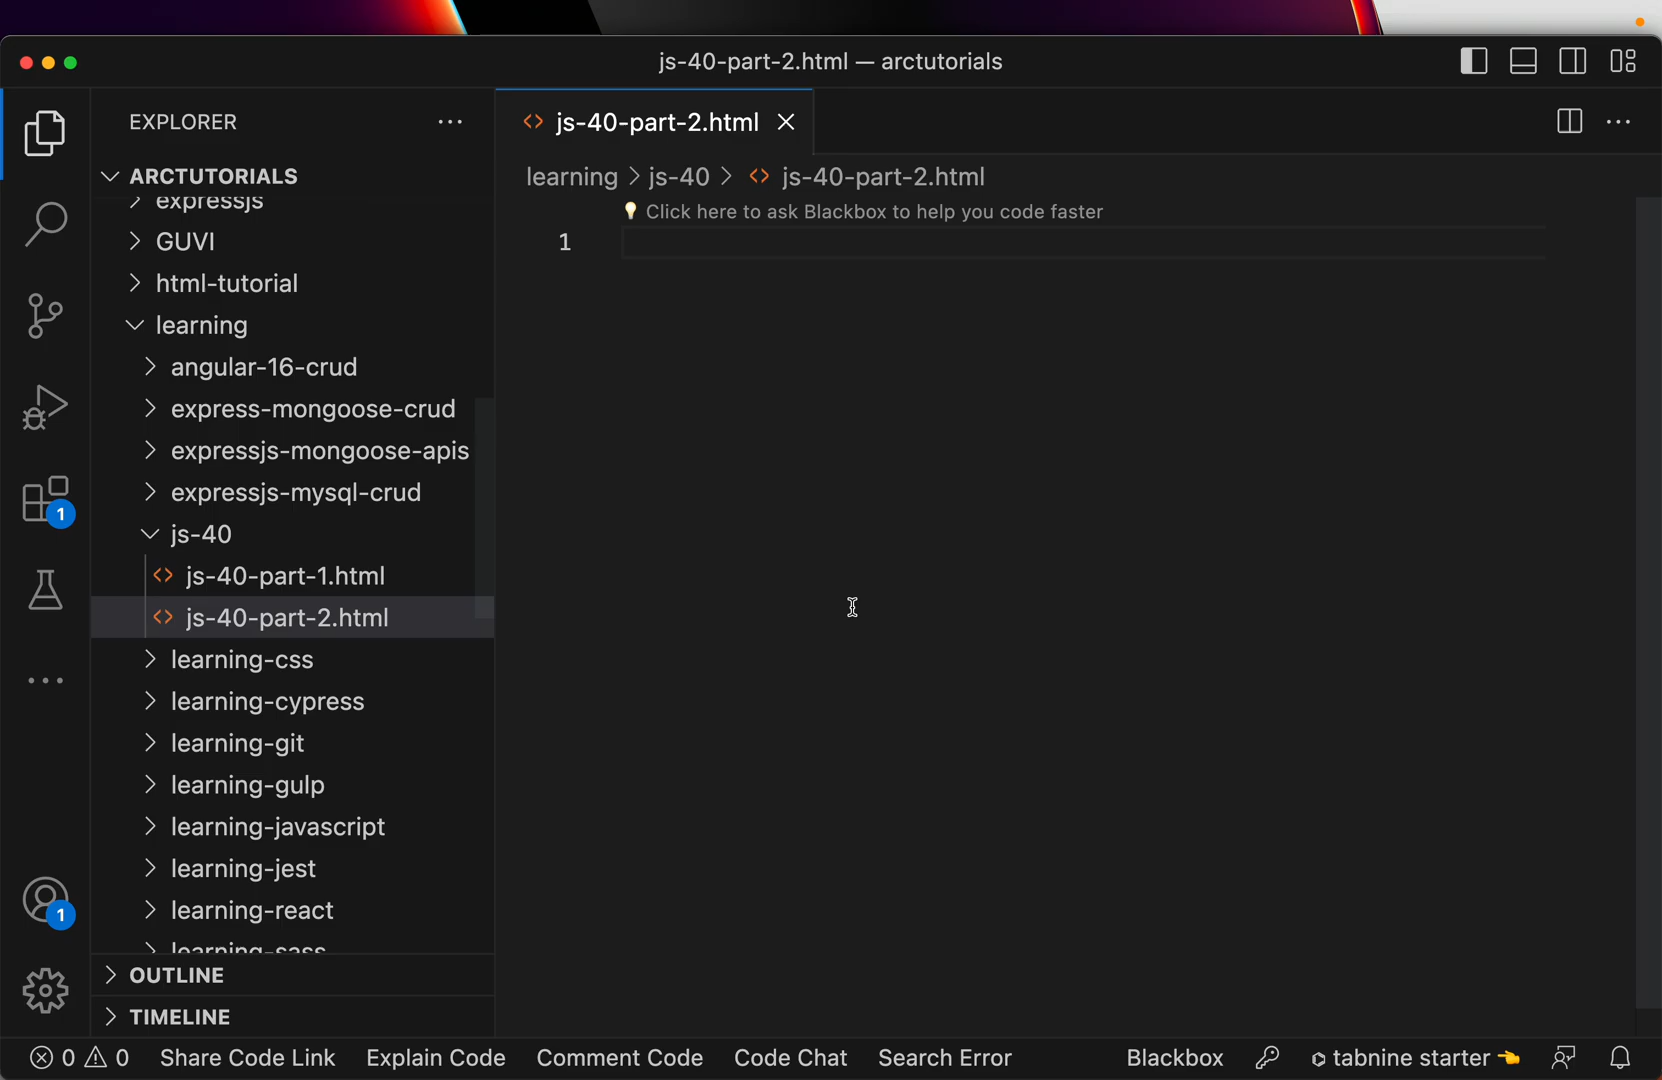 js-40-part-2.html — arctutorials
EXPLORER
js-40-part-2.html
ARCTUTORIALS
learning > js-40 > js-40-part-2.html
expressjs
Click here to ask Blackbox to help you code faster
GUVI
1
html-tutorial
learning
angular-16-crud
express-mongoose-crud
expressjs-mongoose-apis
expressjs-mysql-crud
1
js-40
js-40-part-1.html
js-40-part-2.html
learning-css
learning-cypress
learning-git
learning-gulp
learning-javascript
learning-jest
learning-react
1
learning-sass
OUTLINE
TIMELINE
0 0 Share Code Link Explain Code Comment Code Code Chat Search Error Blackbox tabnine starter